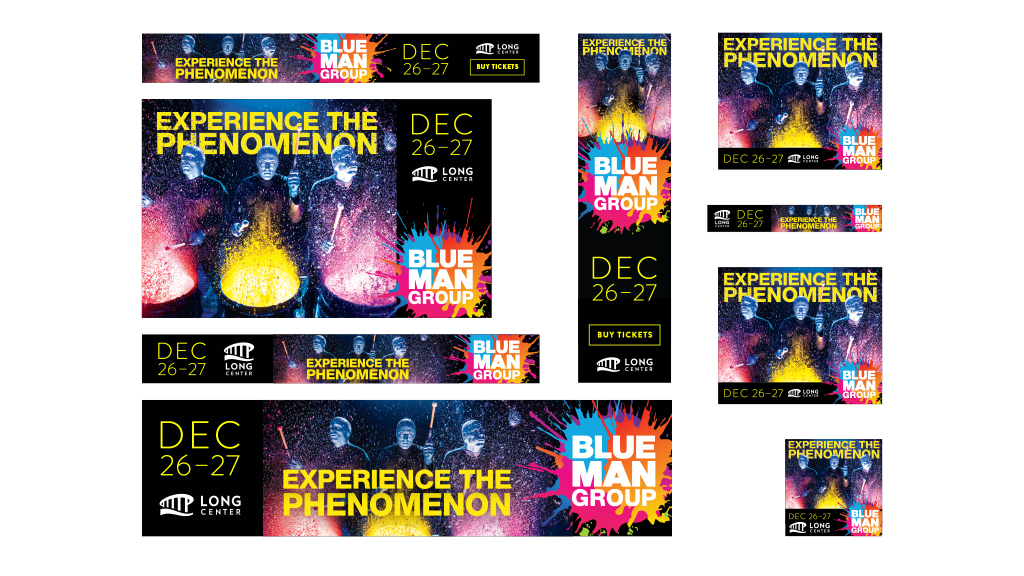 EXPERIENCE THE
PHENOMENON
BLUE
MAN
GROUP
DEC
26–27
LONG
CENTER
BUY TICKETS
EXPERIENCE THE
PHENOMENON
DEC
26–27
LONG
CENTER
BLUE
MAN
GROUP
DEC
26–27
LONG
CENTER
EXPERIENCE THE
PHENOMENON
BLUE
MAN
GROUP
DEC
26–27
LONG
CENTER
EXPERIENCE THE
PHENOMENON
BLUE
MAN
GROUP
EXPERIENCE THE
PHENOMENON
BLUE
MAN
GROUP
DEC
26–27
BUY TICKETS
LONG
CENTER
EXPERIENCE THE
PHENOMENON
DEC 26–27
LONG
CENTER
BLUE
MAN
GROUP
LONG
CENTER
DEC
26–27
EXPERIENCE THE
PHENOMENON
BLUE
MAN
GROUP
EXPERIENCE THE
PHENOMENON
DEC 26–27
LONG
CENTER
BLUE
MAN
GROUP
EXPERIENCE THE
PHENOMENON
DEC 26–27
LONG
CENTER
BLUE
MAN
GROUP